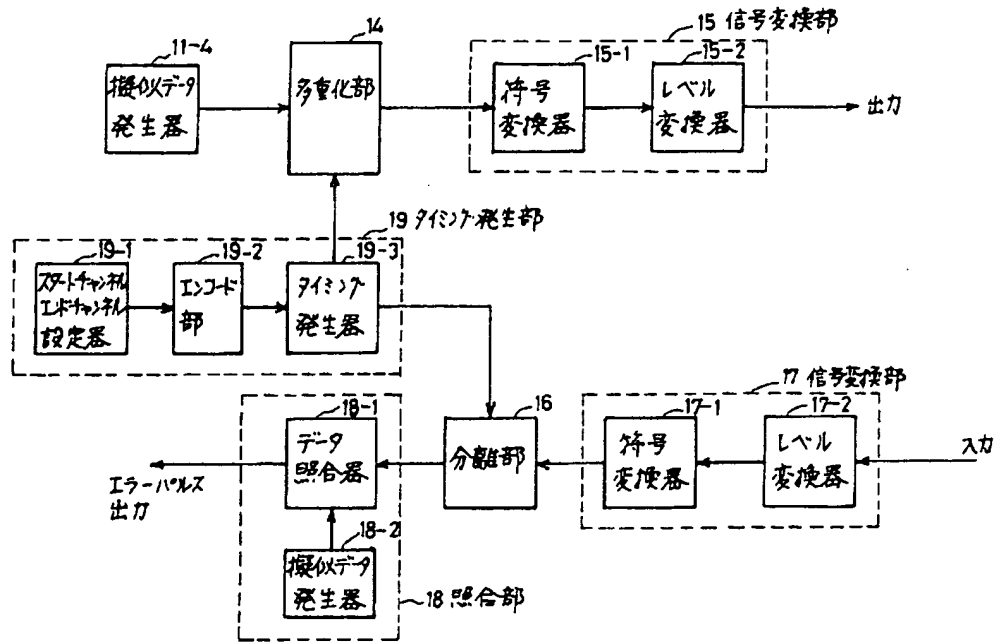 14
15 信号変換部
11-4
15-1
15-2
擬似データ
発生器
多重化部
符号
変換器
レベル
変換器
出力
19 タイミング発生部
19-1
19-2
19-3
スタートチャンネル
エンドチャンネル
設定器
エンコード
部
タイミング
発生器
17 信号変換部
18-1
16
17-1
17-2
データ
照合器
分離部
符号
変換器
レベル
変換器
入力
エラーパルス
出力
18-2
擬似データ
発生器
18 照合部